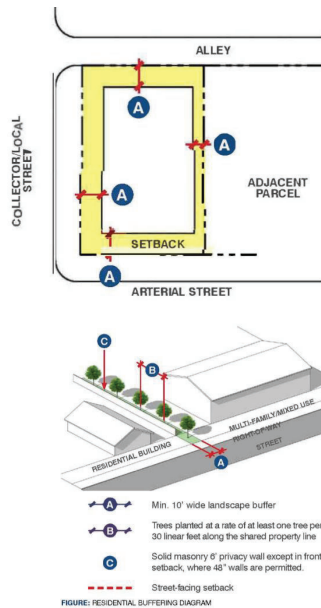 ALLEY
A
A
COLLECTOR/LOCAL
STREET
A
ADJACENT
PARCEL
SETBACK
A
ARTERIAL STREET
C
B
MULTI-FAMILY/MIXED USE
RIGHT-OF-WAY
RESIDENTIAL BUILDING
STREET
A
A Min. 10' wide landscape buffer
B Trees planted at a rate of at least one tree per
30 linear feet along the shared property line
C Solid masonry 6' privacy wall except in front
setback, where 48" walls are permitted.
Street-facing setback
FIGURE: RESIDENTIAL BUFFERING DIAGRAM